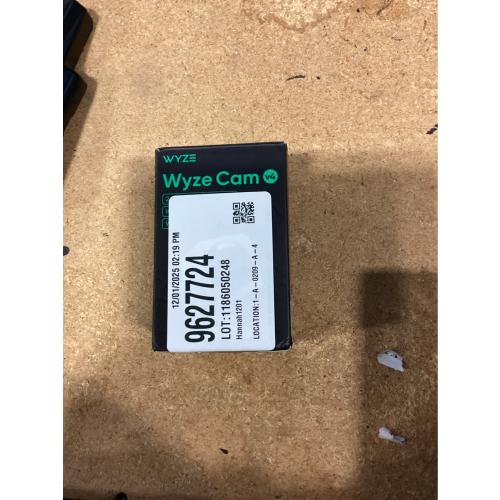 WYZE
Wyze Cam v4
12/01/2025 02:19 PM
9627724
LOT:1186050248
Hannah1201
LOCATION:1-A-0209-A-4